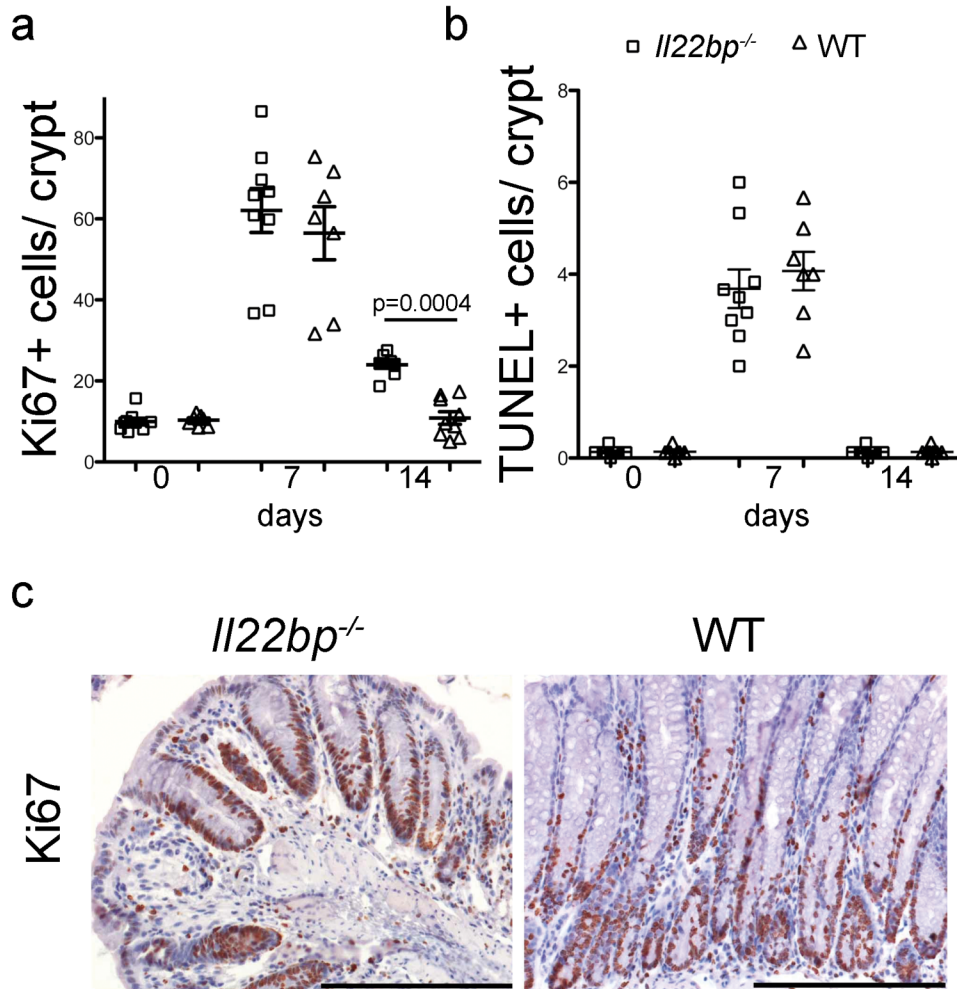 a
Ki67+ cells/ crypt
80
60
40
20
0
p=0.0004
0 7 14
days
b
Il22bp-/- WT
TUNEL+ cells/ crypt
8
6
4
2
0
0 7 14
days
c
Il22bp-/- WT
Ki67